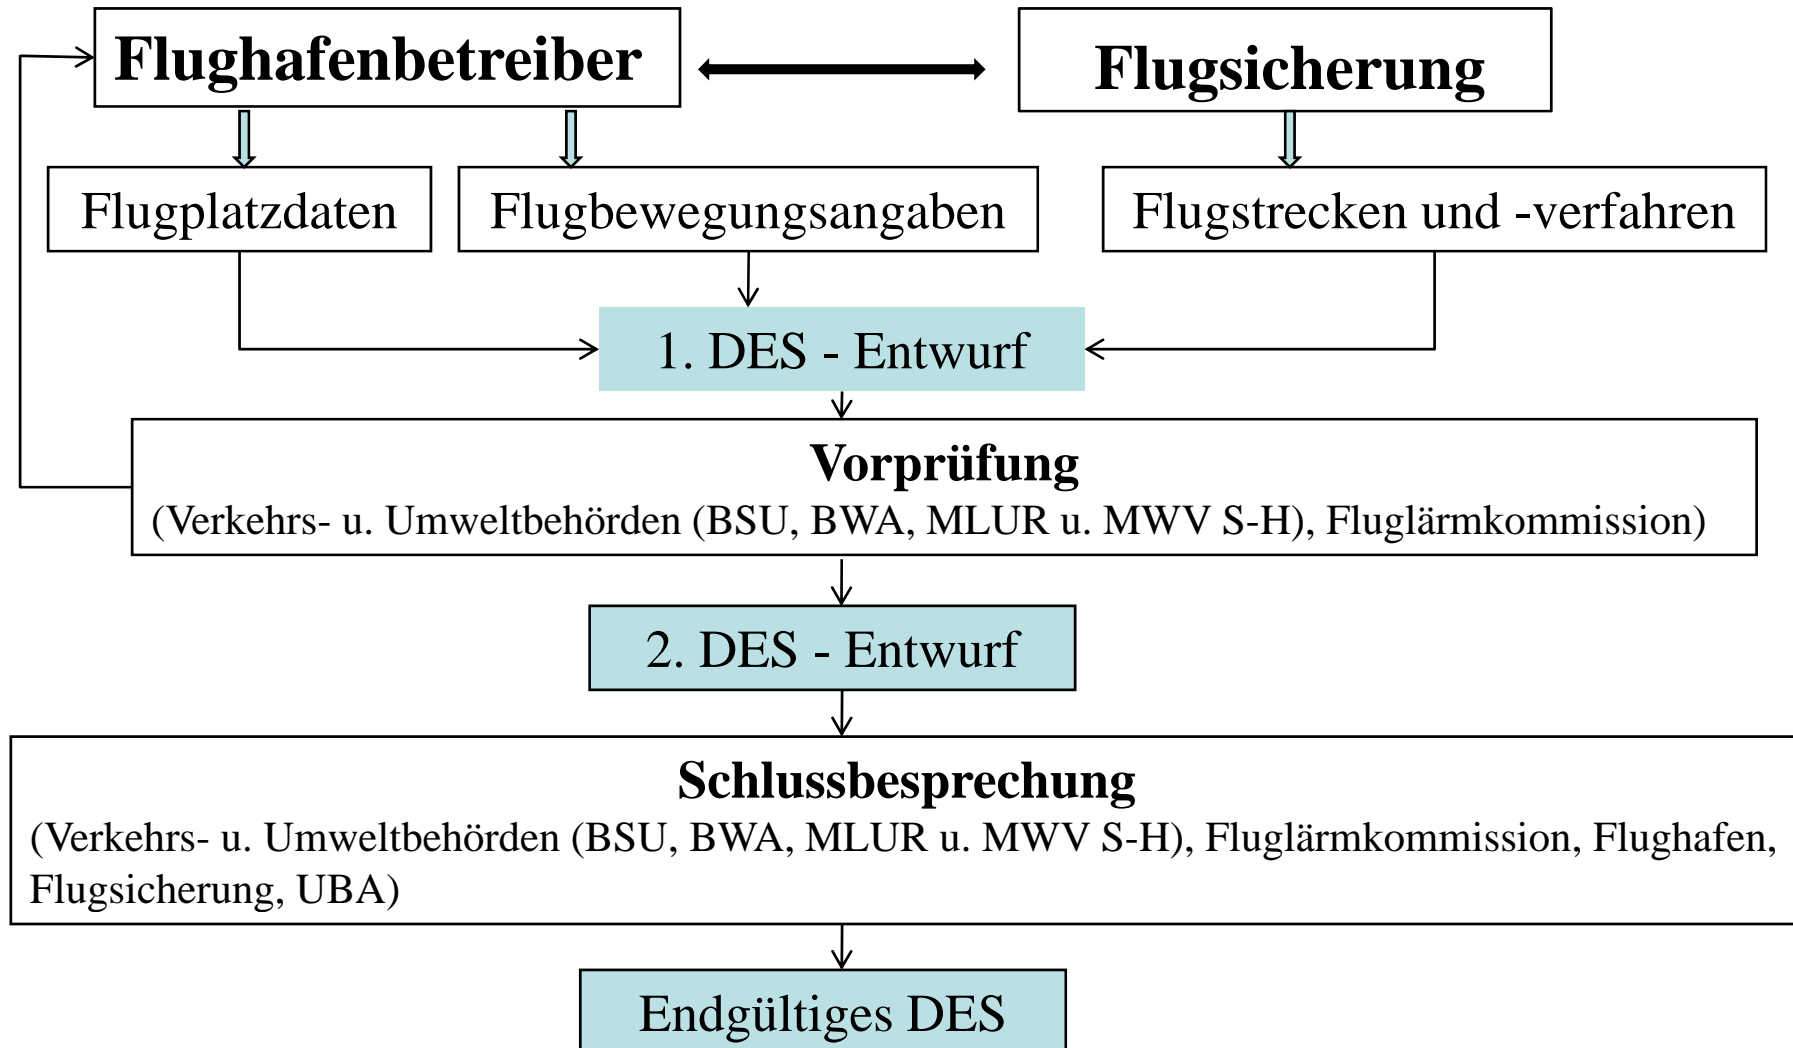 Flughafenbetreiber
Flugsicherung
Flugplatzdaten
Flugbewegungsangaben
Flugstrecken und -verfahren
1. DES - Entwurf
Vorprüfung
(Verkehrs- u. Umweltbehörden (BSU, BWA, MLUR u. MWV S-H), Fluglärmkommission)
2. DES - Entwurf
Schlussbesprechung
(Verkehrs- u. Umweltbehörden (BSU, BWA, MLUR u. MWV S-H), Fluglärmkommission, Flughafen,
Flugsicherung, UBA)
Endgültiges DES